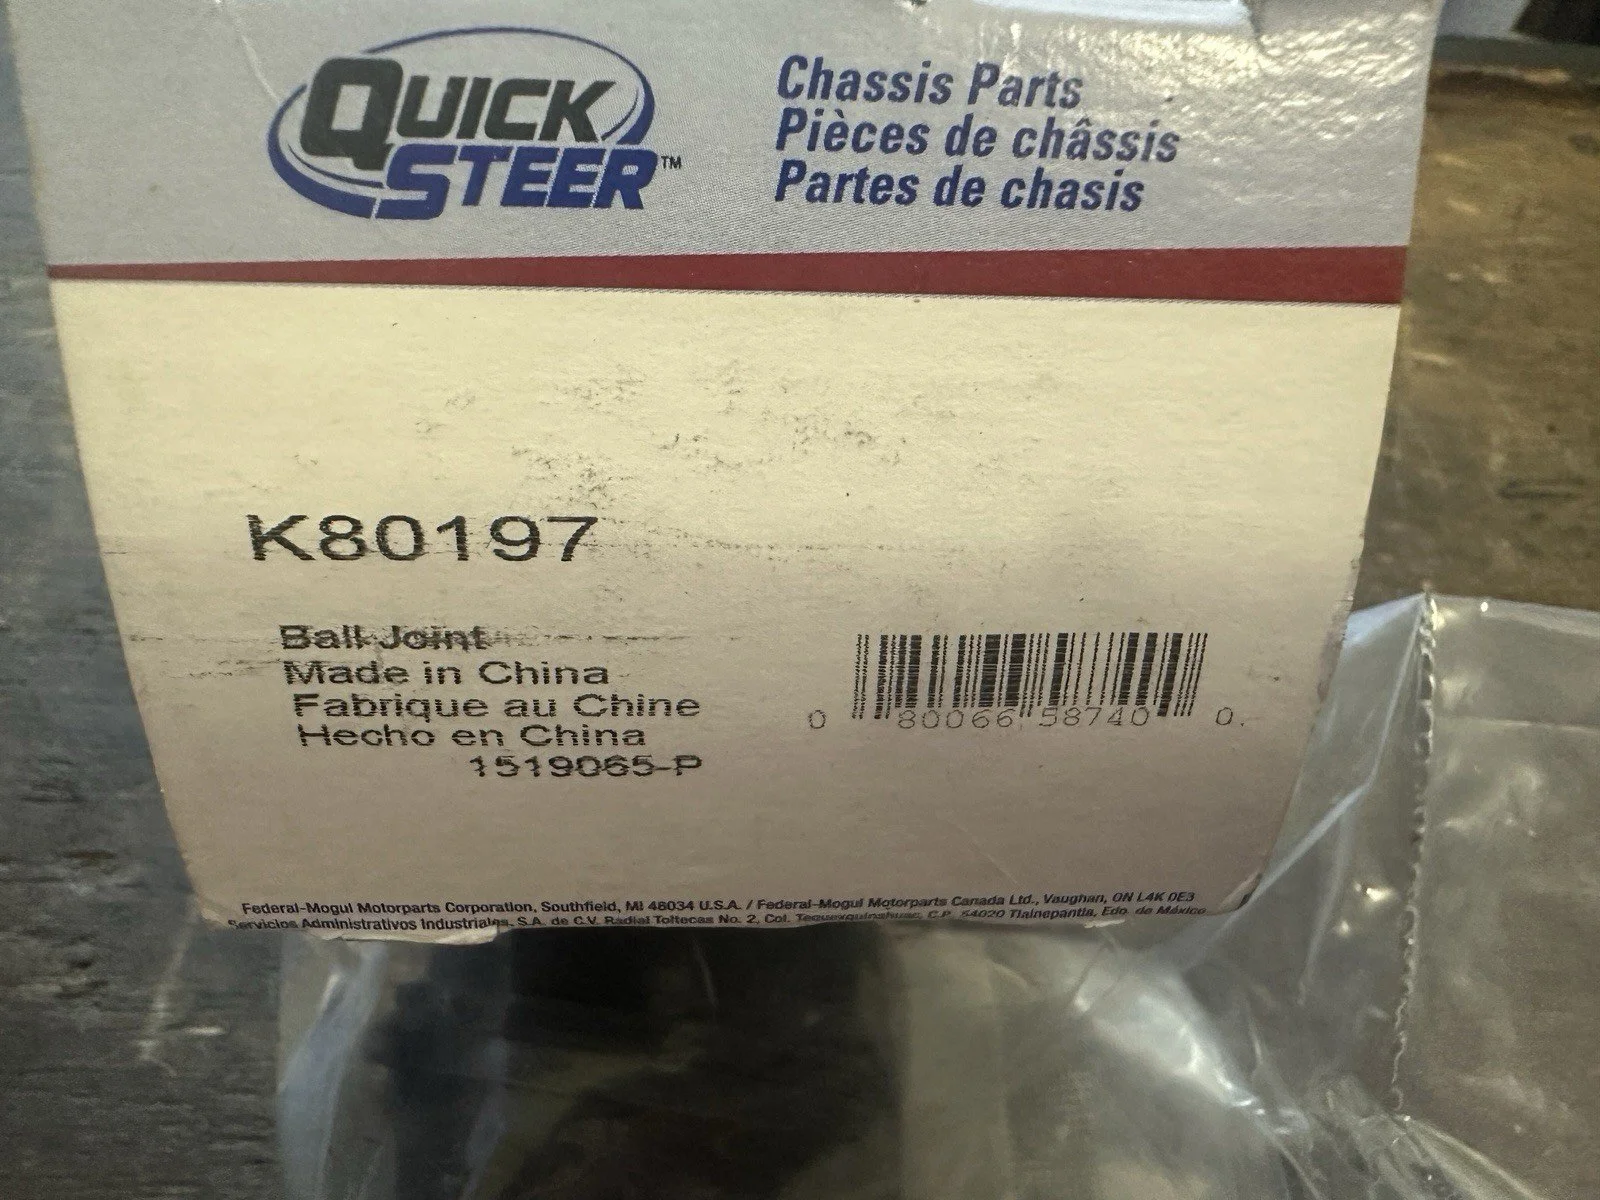 QUICK STEER™
Chassis Parts
Pièces de châssis
Partes de chasis
K80197
Ball Joint
Made in China
Fabrique au Chine
Hecho en China
1519065-P
0 80066 58740 0.
Federal-Mogul Motorparts Corporation, Southfield, MI 48034 U.S.A. / Federal-Mogul Motorparts Canada Ltd., Vaughan, ON L4K 0E3
Servicios Administrativos Industriales, S.A. de C.V. Radial Toltecas No. 2, Col. C.P. 54020 Tlalnepantla, Edo. de México